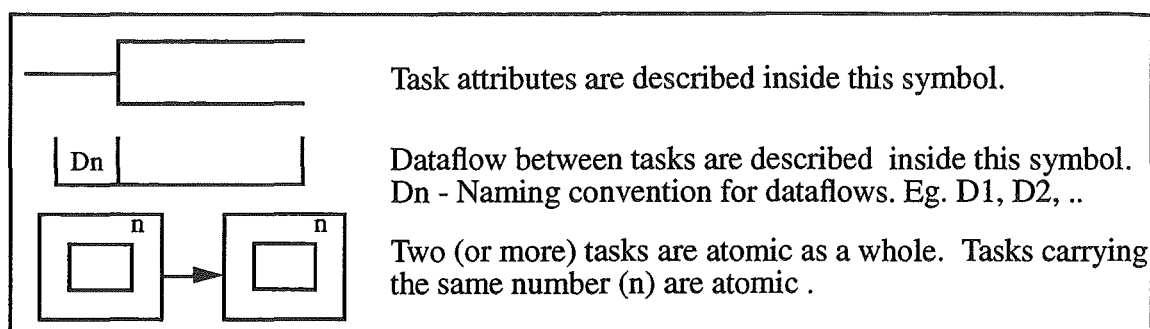 Task attributes are described inside this symbol.
Dn
Dataflow between tasks are described inside this symbol.
Dn - Naming convention for dataflows. Eg. D1, D2, ..
n
n
Two (or more) tasks are atomic as a whole. Tasks carrying
the same number (n) are atomic .